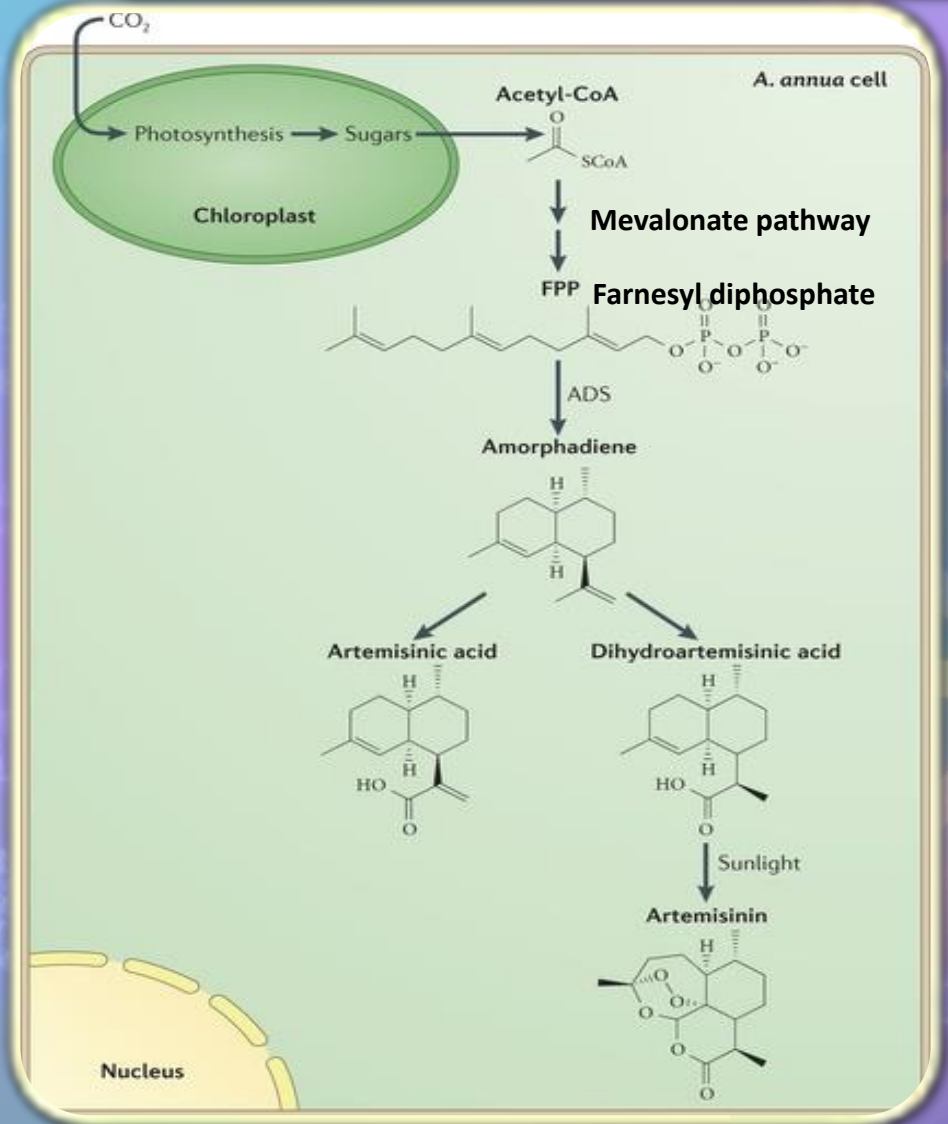 CO₂
A. annua cell
Acetyl-CoA
O
SCoA
Photosynthesis
Sugars
Chloroplast
Mevalonate pathway
FPP
Farnesyl diphosphate
O O
O P O P O⁻
O⁻ O⁻
ADS
Amorphadiene
H
H
Artemisinic acid
H
H
HO
O
Dihydroartemisinic acid
H
H
HO
O
Sunlight
Artemisinin
H
O
O
O
O
O
Nucleus